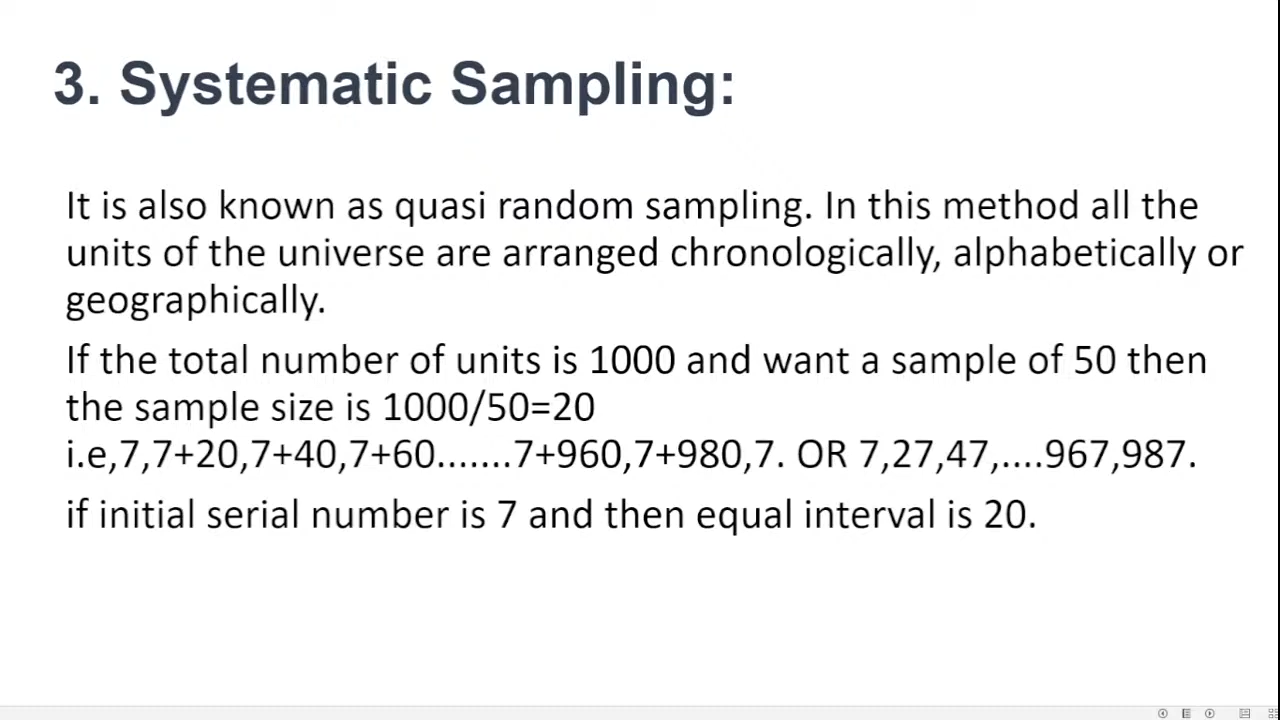 3. Systematic Sampling:
It is also known as quasi random sampling. In this method all the
units of the universe are arranged chronologically, alphabetically or
geographically.
If the total number of units is 1000 and want a sample of 50 then
the sample size is 1000/50=20
i.e,7,7+20,7+40,7+60.......7+960,7+980,7. OR 7,27,47,....967,987.
if initial serial number is 7 and then equal interval is 20.